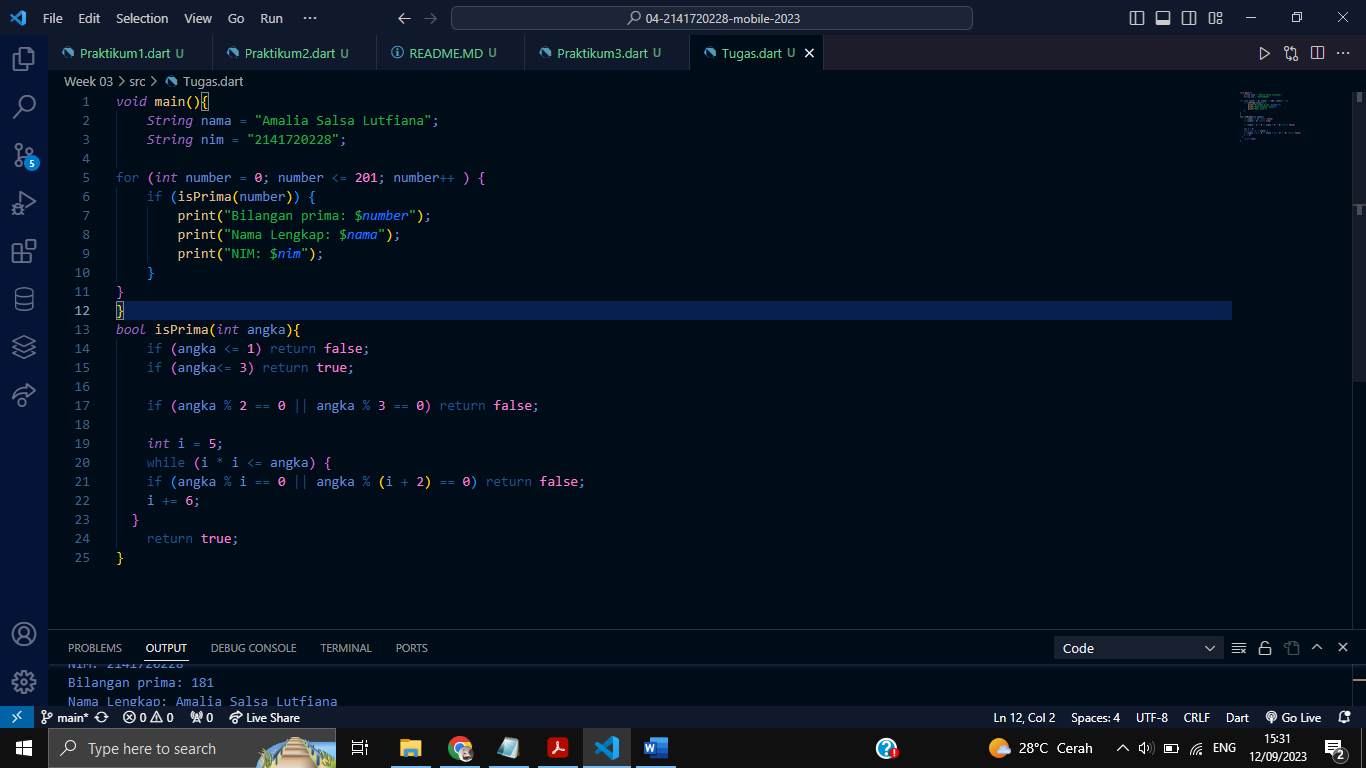 File Edit Selection View Go Run ··· 04-2141720228-mobile-2023
Praktikum1.dart U Praktikum2.dart U README.MD U Praktikum3.dart U Tugas.dart U
Week 03 > src > Tugas.dart
1 void main(){
2 String nama = "Amalia Salsa Lutfiana";
3 String nim = "2141720228";
4
5 for (int number = 0; number <= 201; number++ ) {
6 if (isPrima(number)) {
7 print("Bilangan prima: $number");
8 print("Nama Lengkap: $nama");
9 print("NIM: $nim");
10 }
11 }
12 }
13 bool isPrima(int angka){
14 if (angka <= 1) return false;
15 if (angka<= 3) return true;
16
17 if (angka % 2 == 0 || angka % 3 == 0) return false;
18
19 int i = 5;
20 while (i * i <= angka) {
21 if (angka % i == 0 || angka % (i + 2) == 0) return false;
22 i += 6;
23 }
24 return true;
25 }
5
PROBLEMS OUTPUT DEBUG CONSOLE TERMINAL PORTS Code
NIM: 2141720228
Bilangan prima: 181
Nama Lengkap: Amalia Salsa Lutfiana
main* 0 0 0 Live Share Ln 12, Col 2 Spaces: 4 UTF-8 CRLF Dart Go Live
Type here to search 28°C Cerah ENG 15:31
12/09/2023 2